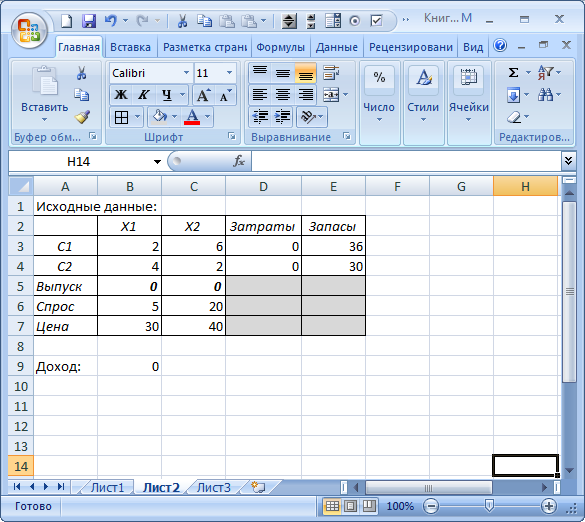 Книг... М
Главная Вставка Разметка страни Формулы Данные Рецензировани Вид
Calibri 11
Вставить Ж К Ч А А
% Число Стили Ячейки Σ
Буфер обм... Шрифт Выравнивание Редактиров...
H14 fx
A B C D E F G H
1 Исходные данные:
2 X1 X2 Затраты Запасы
3 C1 2 6 0 36
4 C2 4 2 0 30
5 Выпуск 0 0
6 Спрос 5 20
7 Цена 30 40
8
9 Доход: 0
10
11
12
13
14
Лист1 Лист2 Лист3
Готово 100%